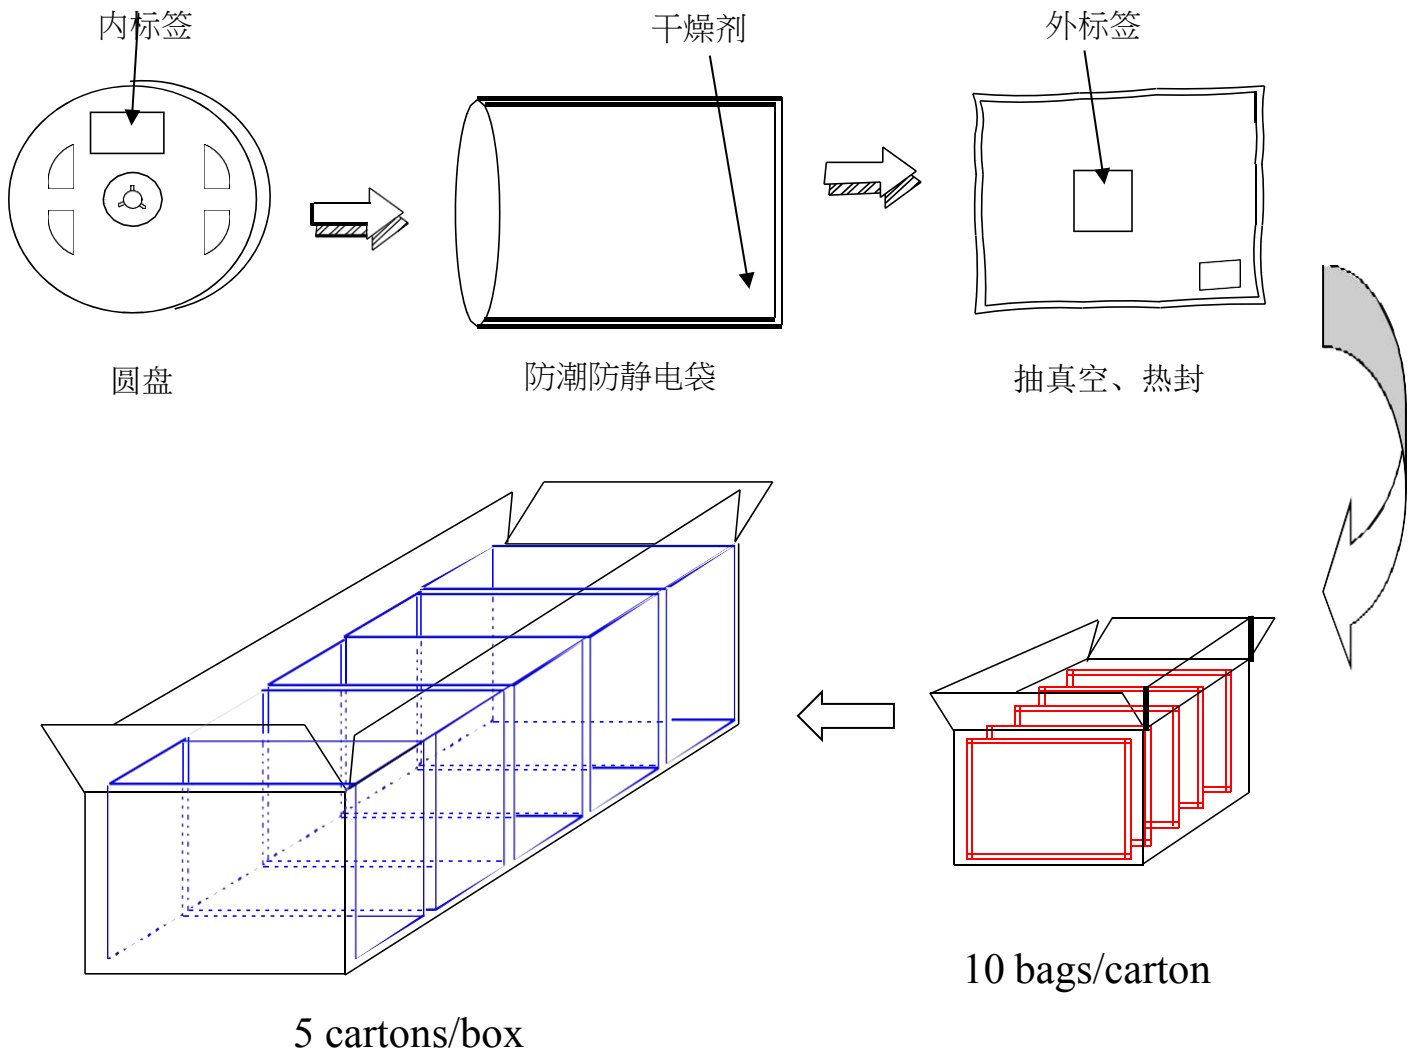 内标签
干燥剂
外标签
圆盘
防潮防静电袋
抽真空、热封
10 bags/carton
5 cartons/box